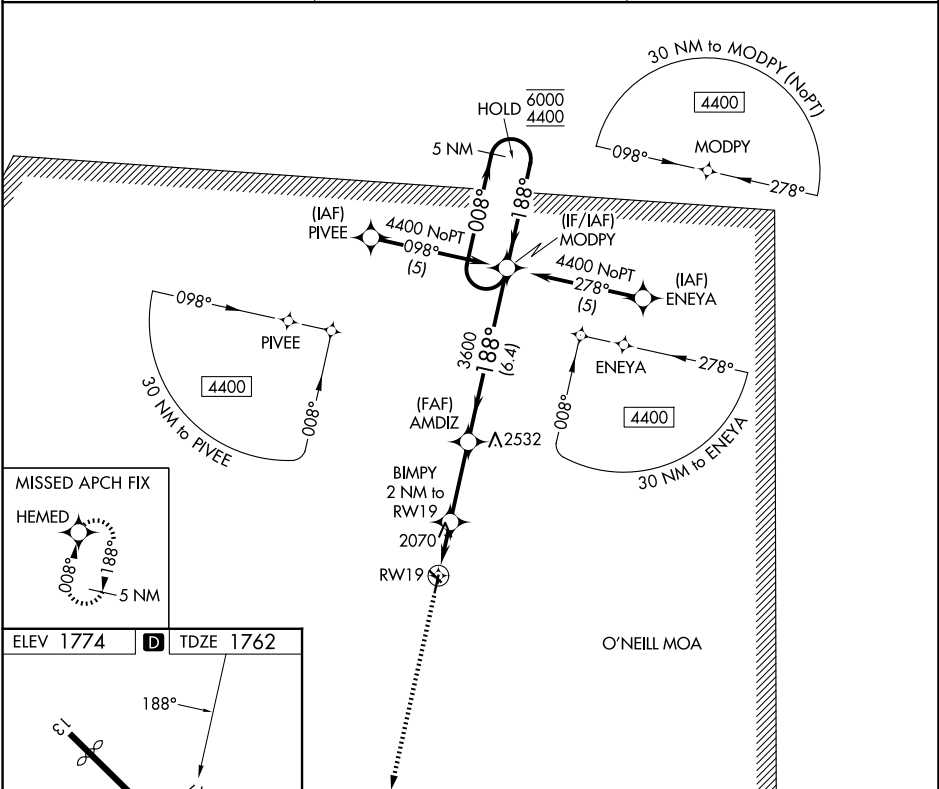 30 NM to MODPY (NoPT)
4400
MODPY
098°
278°
HOLD
6000
4400
5 NM
008°
188°
(IAF)
PIVEE
4400 NoPT
098°
(5)
(IF/IAF)
MODPY
4400 NoPT
278°
(5)
(IAF)
ENEYA
098°
PIVEE
4400
008°
30 NM to PIVEE
3600
188°
(6.4)
ENEYA
278°
4400
008°
30 NM to ENEYA
(FAF)
AMDIZ
2532
BIMPY
2 NM to
RW19
2070
RW19
MISSED APCH FIX
HEMED
008°
188°
5 NM
O'NEILL MOA
ELEV 1774
D
TDZE 1762
188°
13